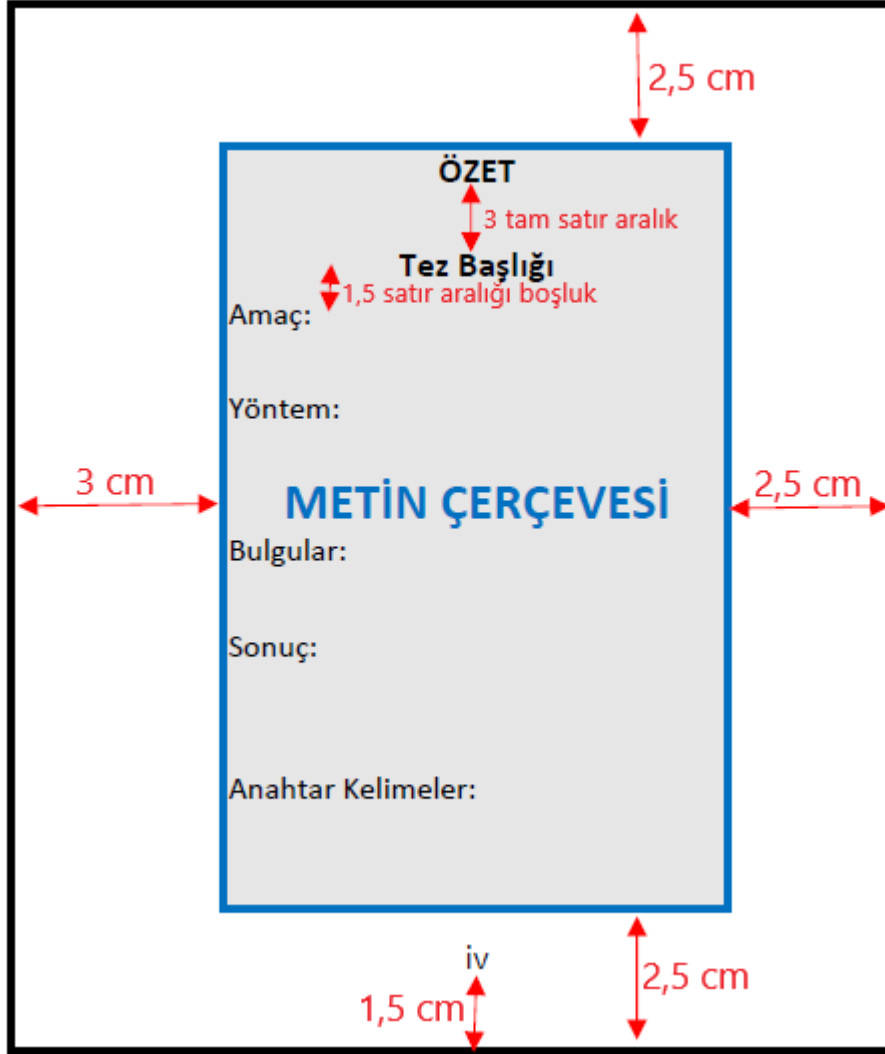 2,5 cm
ÖZET
3 tam satır aralık
Tez Başlığı
1,5 satır aralığı boşluk
Amaç:
Yöntem:
3 cm
METİN ÇERÇEVESİ
2,5 cm
Bulgular:
Sonuç:
Anahtar Kelimeler:
iv
2,5 cm
1,5 cm